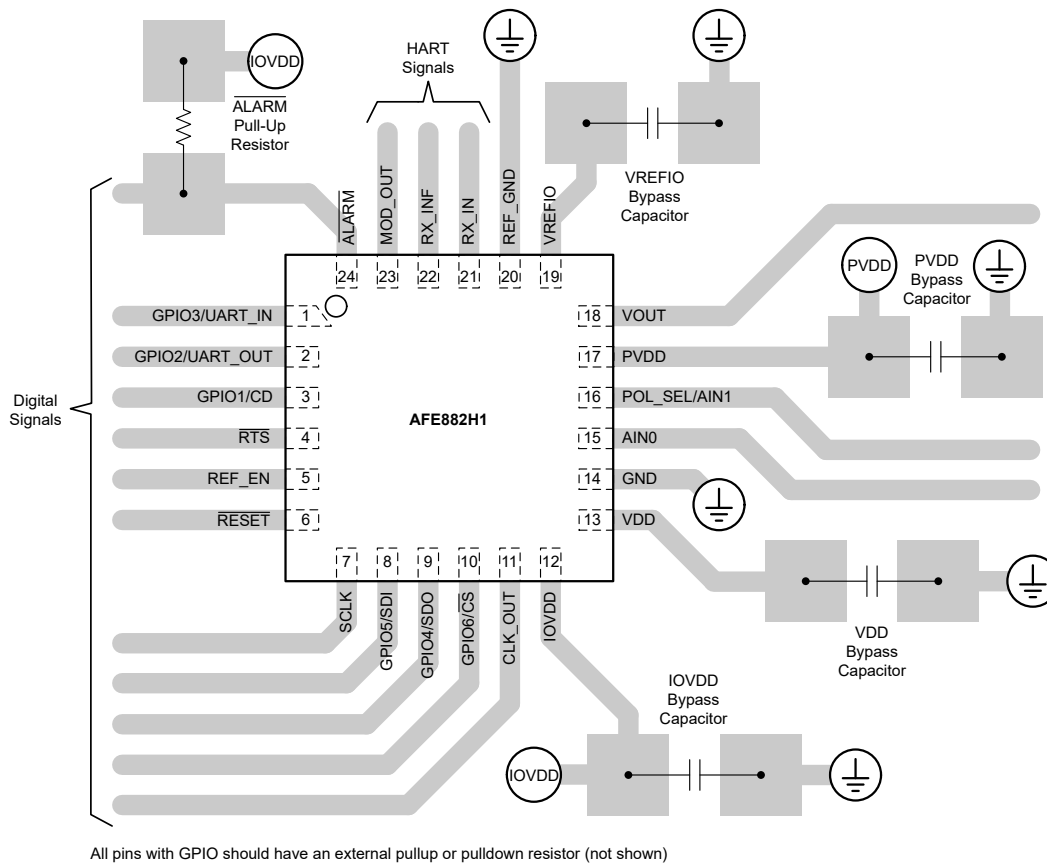 IOVDD
ALARM
Pull-Up
Resistor
HART
Signals
VREFIO
Bypass
Capacitor
ALARM
MOD_OUT
RX_INF
RX_IN
REF_GND
VREFIO
24
23
22
21
20
19
PVDD
PVDD
Bypass
Capacitor
Digital
Signals
GPIO3/UART_IN
1
GPIO2/UART_OUT
2
GPIO1/CD
3
RTS
4
REF_EN
5
RESET
6
AFE882H1
18
VOUT
17
PVDD
16
POL_SEL/AIN1
15
AIN0
14
GND
13
VDD
7
8
9
10
11
12
SCLK
GPIO5/SDI
GPIO4/SDO
GPIO6/CS
CLK_OUT
IOVDD
VDD
Bypass
Capacitor
IOVDD
Bypass
Capacitor
IOVDD
All pins with GPIO should have an external pullup or pulldown resistor (not shown)